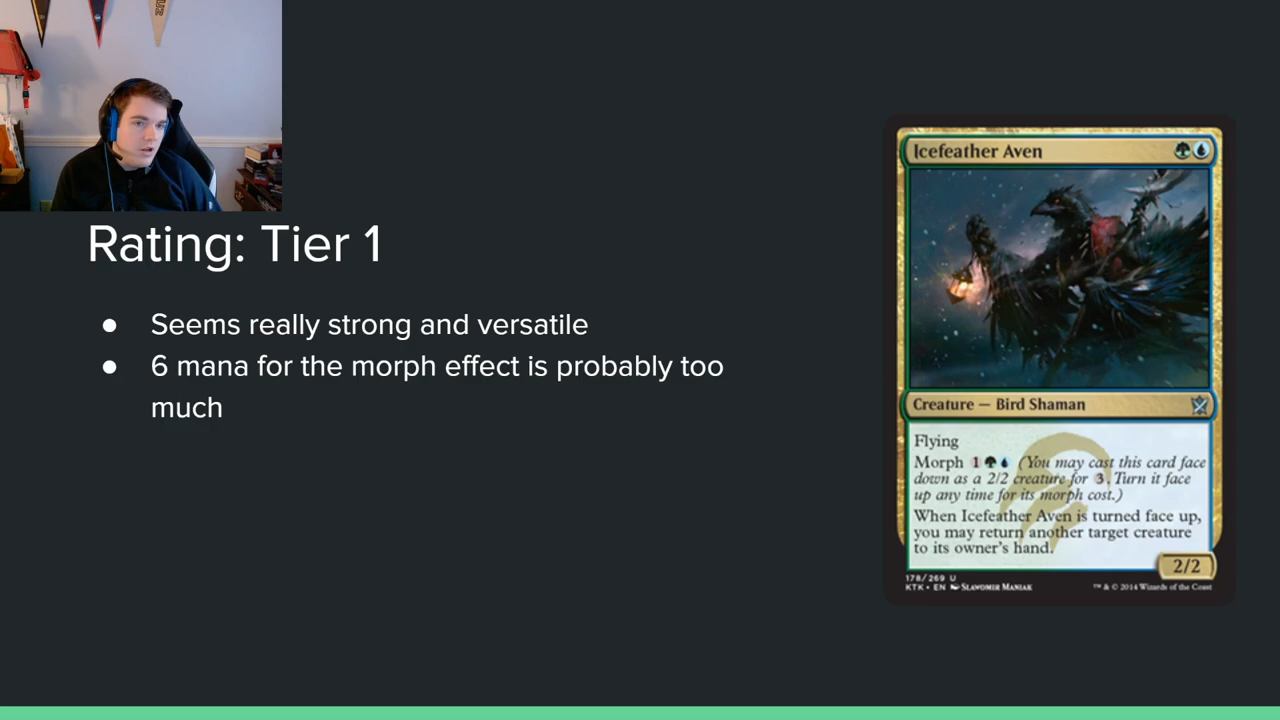 Rating: Tier 1
● Seems really strong and versatile
● 6 mana for the morph effect is probably too
much
Icefeather Aven
Creature — Bird Shaman
Flying
Morph 1 (You may cast this card face
down as a 2/2 creature for 3. Turn it face
up any time for its morph cost.)
When Icefeather Aven is turned face up,
you may return another target creature
to its owner's hand.
2/2
178/269 U
KTK • EN SLAWOMIR MANIAK
™ & © 2014 Wizards of the Coast